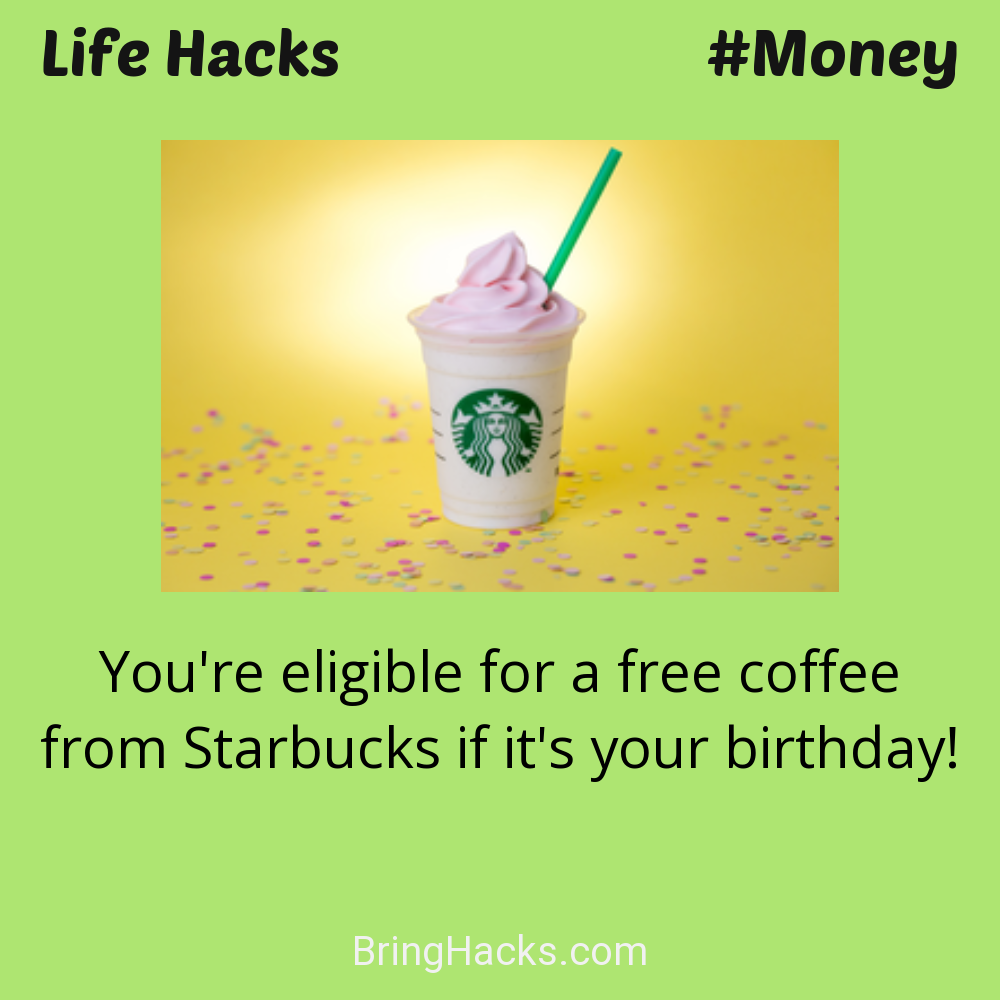 Life Hacks #Money
You're eligible for a free coffee
from Starbucks if it's your birthday!
BringHacks.com